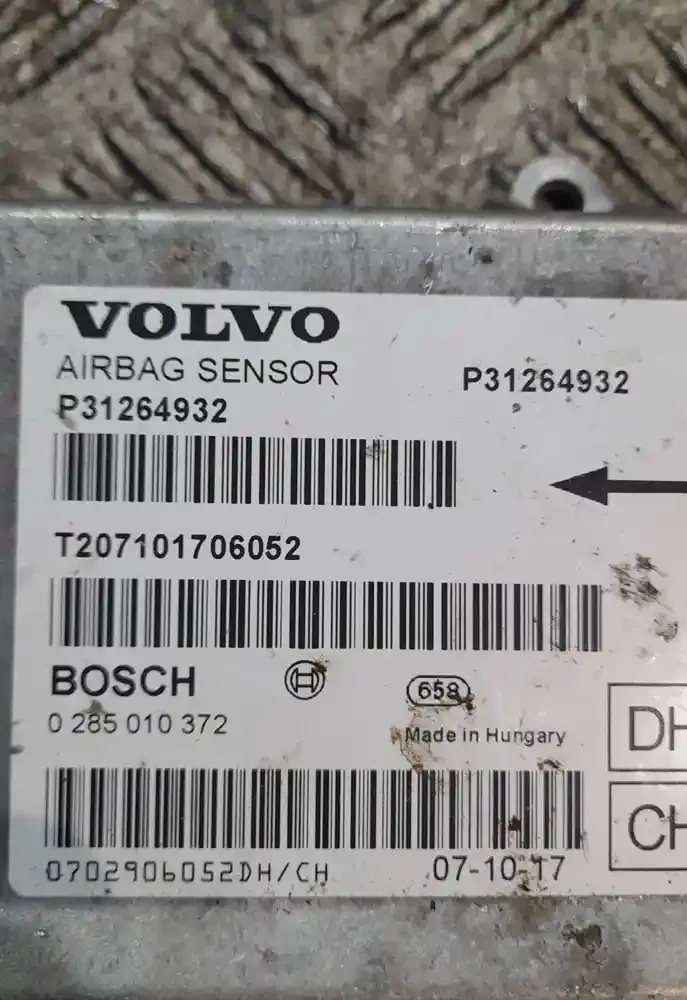 VOLVO
AIRBAG SENSOR
P31264932
P31264932
T207101706052
BOSCH
658
0 285 010 372
Made in Hungary
DH
CH
0702906052DH/CH
07-10-17